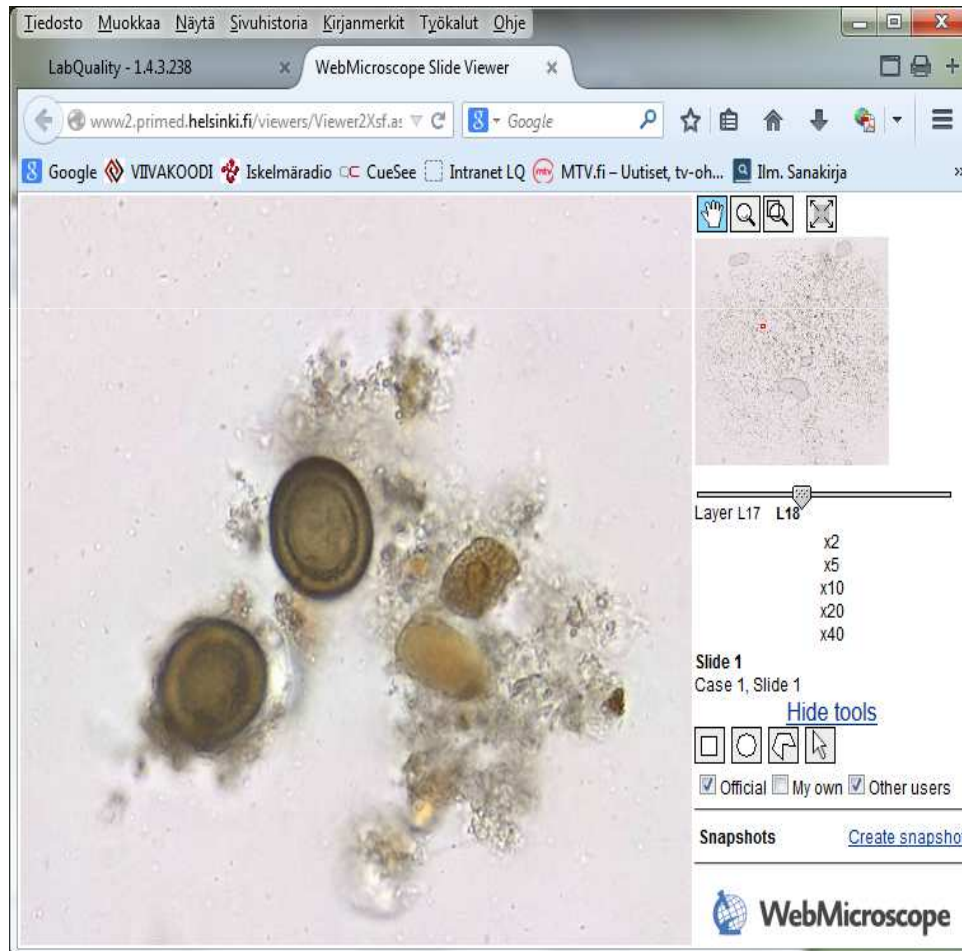 Tiedosto Muokkaa Näytä Sivuhistoria Kirjanmerkit Työkalut Ohje
LabQuality - 1.4.3.238 × WebMicroscope Slide Viewer × +
www2.primed.helsinki.fi/viewers/Viewer2Xsf.a: 8 Google
8 Google VIIVAKOODI Iskelmäradio CueSee Intranet LQ mtv MTV.fi – Uutiset, tv-oh... Ilm. Sanakirja »
Layer L17 L18
x2
x5
x10
x20
x40
Slide 1
Case 1, Slide 1
Hide tools
Official My own Other users
Snapshots Create snapsho
WebMicroscope